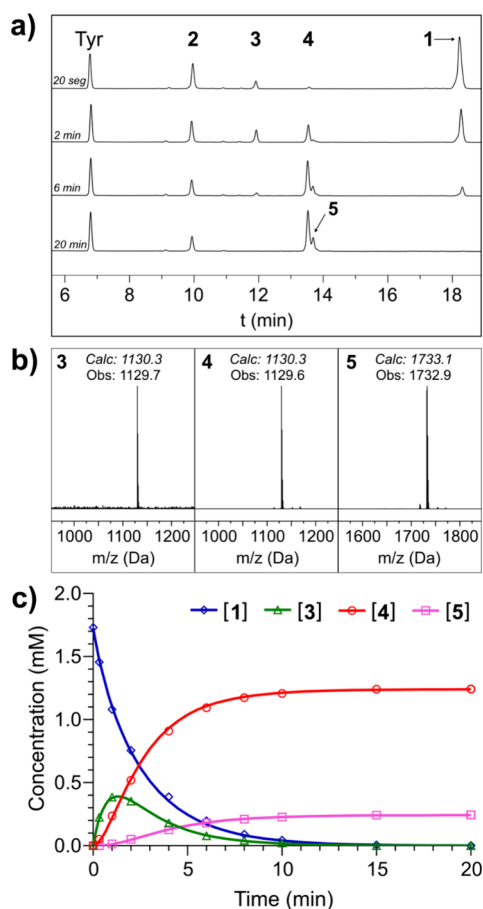 a)
Tyr 2 3 4 1
20 seg
2 min
6 min
5
20 min
6 8 10 12 14 16 18
t (min)
b)
3 Calc: 1130.3
Obs: 1129.7
4 Calc: 1130.3
Obs: 1129.6
5 Calc: 1733.1
Obs: 1732.9
1000 1100 1200 1000 1100 1200 1600 1700 1800
m/z (Da) m/z (Da) m/z (Da)
c)
[1] [3] [4] [5]
2.0
1.5
1.0
0.5
0.0
Concentration (mM)
0 5 10 15 20
Time (min)